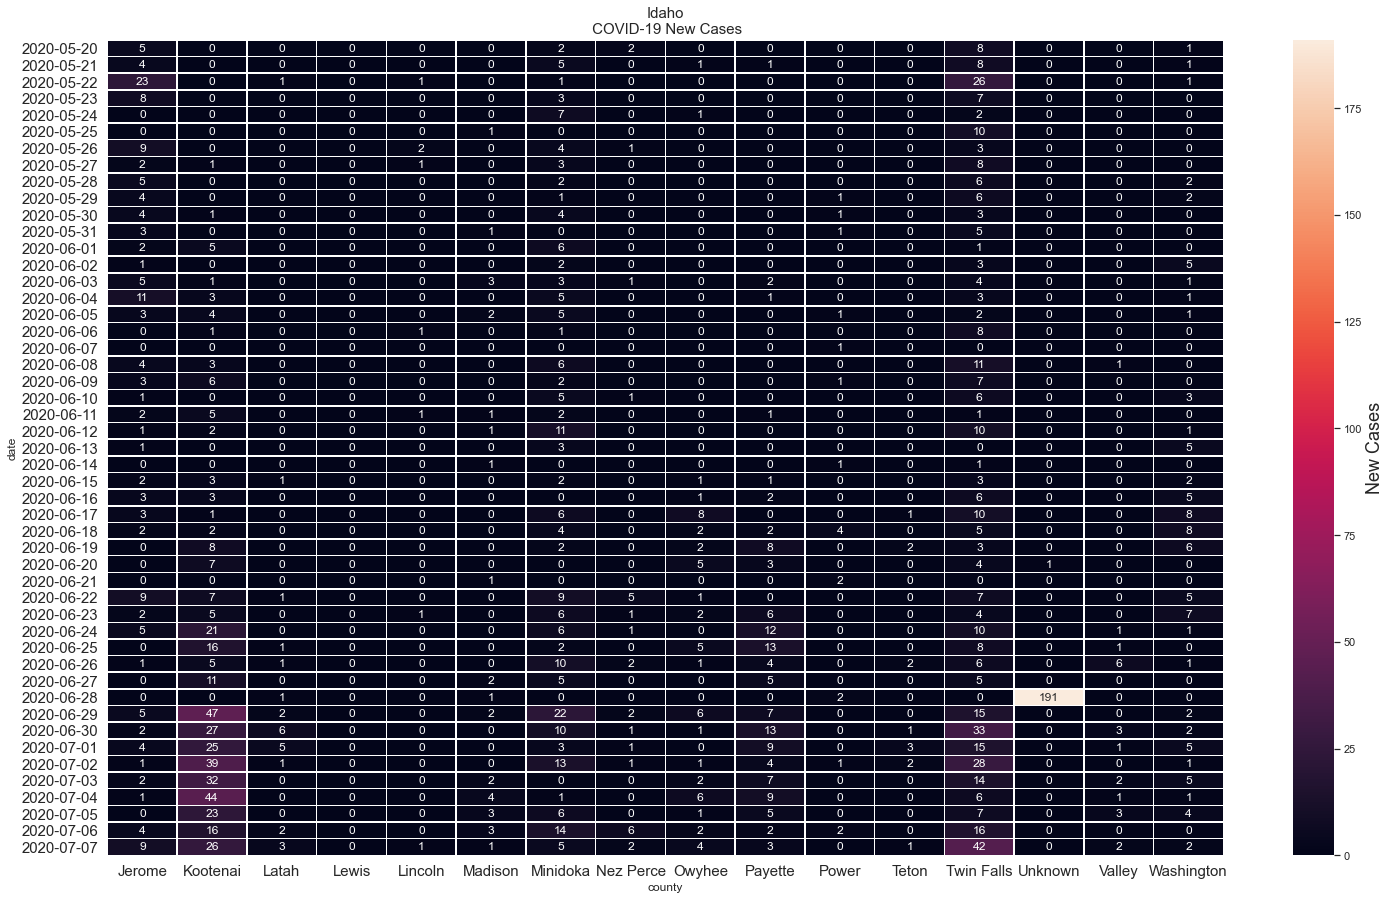 Idaho
COVID-19 New Cases
2020-05-20 5 0 0 0 0 0 2 2 0 0 0 0 8 0 0 1
2020-05-21 4 0 0 0 0 0 5 0 1 1 0 0 8 0 0 1
2020-05-22 23 0 1 0 1 0 1 0 0 0 0 0 26 0 0 1
2020-05-23 8 0 0 0 0 0 3 0 0 0 0 0 7 0 0 0
2020-05-24 0 0 0 0 0 0 7 0 1 0 0 0 2 0 0 0
2020-05-25 0 0 0 0 0 1 0 0 0 0 0 0 10 0 0 0
2020-05-26 9 0 0 0 2 0 4 1 0 0 0 0 3 0 0 0
2020-05-27 2 1 0 0 1 0 3 0 0 0 0 0 8 0 0 0
2020-05-28 5 0 0 0 0 0 2 0 0 0 0 0 6 0 0 2
2020-05-29 4 0 0 0 0 0 1 0 0 0 1 0 6 0 0 2
2020-05-30 4 1 0 0 0 0 4 0 0 0 1 0 3 0 0 0
2020-05-31 3 0 0 0 0 1 0 0 0 0 1 0 5 0 0 0
2020-06-01 2 5 0 0 0 0 6 0 0 0 0 0 1 0 0 0
2020-06-02 1 0 0 0 0 0 2 0 0 0 0 0 3 0 0 5
2020-06-03 5 1 0 0 0 3 3 1 0 2 0 0 4 0 0 1
2020-06-04 11 3 0 0 0 0 5 0 0 1 0 0 3 0 0 1
2020-06-05 3 4 0 0 0 2 5 0 0 0 1 0 2 0 0 1
2020-06-06 0 1 0 0 1 0 1 0 0 0 0 0 8 0 0 0
2020-06-07 0 0 0 0 0 0 0 0 0 0 1 0 0 0 0 0
2020-06-08 4 3 0 0 0 0 6 0 0 0 0 0 11 0 1 0
2020-06-09 3 6 0 0 0 0 2 0 0 0 1 0 7 0 0 0
2020-06-10 1 0 0 0 0 0 5 1 0 0 0 0 6 0 0 3
2020-06-11 2 5 0 0 1 1 2 0 0 1 0 0 1 0 0 0
2020-06-12 1 2 0 0 0 1 11 0 0 0 0 0 10 0 0 1
2020-06-13 1 0 0 0 0 0 3 0 0 0 0 0 0 0 0 5
2020-06-14 0 0 0 0 0 1 0 0 0 0 1 0 1 0 0 0
2020-06-15 2 3 1 0 0 0 2 0 1 1 0 0 3 0 0 2
2020-06-16 3 3 0 0 0 0 0 0 1 2 0 0 6 0 0 5
2020-06-17 3 1 0 0 0 0 6 0 8 0 0 1 10 0 0 8
2020-06-18 2 2 0 0 0 0 4 0 2 2 4 0 5 0 0 8
2020-06-19 0 8 0 0 0 0 2 0 2 8 0 2 3 0 0 6
2020-06-20 0 7 0 0 0 0 0 0 5 3 0 0 4 1 0 0
2020-06-21 0 0 0 0 0 1 0 0 0 0 2 0 0 0 0 0
2020-06-22 9 7 1 0 0 0 9 5 1 0 0 0 7 0 0 5
2020-06-23 2 5 0 0 1 0 6 1 2 6 0 0 4 0 0 7
2020-06-24 5 21 0 0 0 0 6 1 0 12 0 0 10 0 1 1
2020-06-25 0 16 1 0 0 0 2 0 5 13 0 0 8 0 1 0
2020-06-26 1 5 1 0 0 0 10 2 1 4 0 2 6 0 6 1
2020-06-27 0 11 0 0 0 2 5 0 0 5 0 0 5 0 0 0
2020-06-28 0 0 1 0 0 1 0 0 0 0 2 0 0 191 0 0
2020-06-29 5 47 2 0 0 2 22 2 6 7 0 0 15 0 0 2
2020-06-30 2 27 6 0 0 0 10 1 1 13 0 1 33 0 3 2
2020-07-01 4 25 5 0 0 0 3 1 0 9 0 3 15 0 1 5
2020-07-02 1 39 1 0 0 0 13 1 1 4 1 2 28 0 0 1
2020-07-03 2 32 0 0 0 2 0 0 2 7 0 0 14 0 2 5
2020-07-04 1 44 0 0 0 4 1 0 6 9 0 0 6 0 1 1
2020-07-05 0 23 0 0 0 3 6 0 1 5 0 0 7 0 3 4
2020-07-06 4 16 2 0 0 3 14 6 2 2 2 0 16 0 0 0
2020-07-07 9 26 3 0 1 1 5 2 4 3 0 1 42 0 2 2
Jerome Kootenai Latah Lewis Lincoln Madison Minidoka Nez Perce Owyhee Payette Power Teton Twin Falls Unknown Valley Washington
county
date
175
150
125
100
75
50
25
0
New Cases